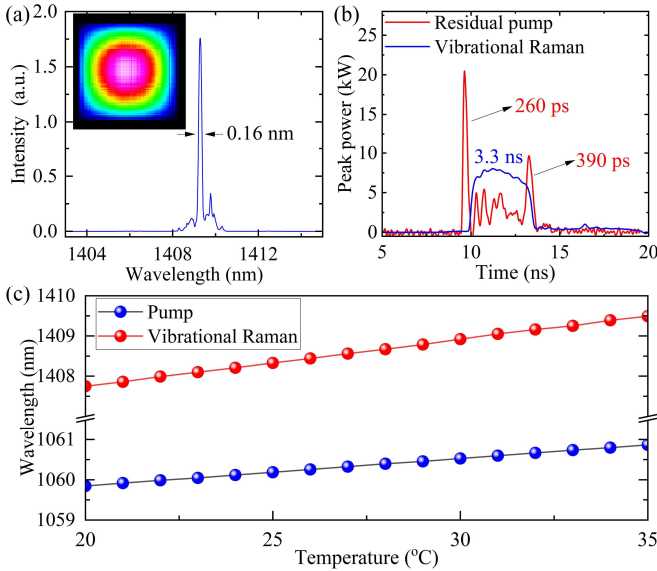 (a)
Intensity (a.u.)
2.0
1.5
1.0
0.5
0.0
0.16 nm
1404
1408
1412
Wavelength (nm)
(b)
Peak power (kW)
25
20
15
10
5
0
Residual pump
Vibrational Raman
260 ps
3.3 ns
390 ps
5
10
15
20
Time (ns)
(c)
Wavelength (nm)
1410
1409
1408
1061
1060
1059
Pump
Vibrational Raman
20
25
30
35
Temperature (°C)